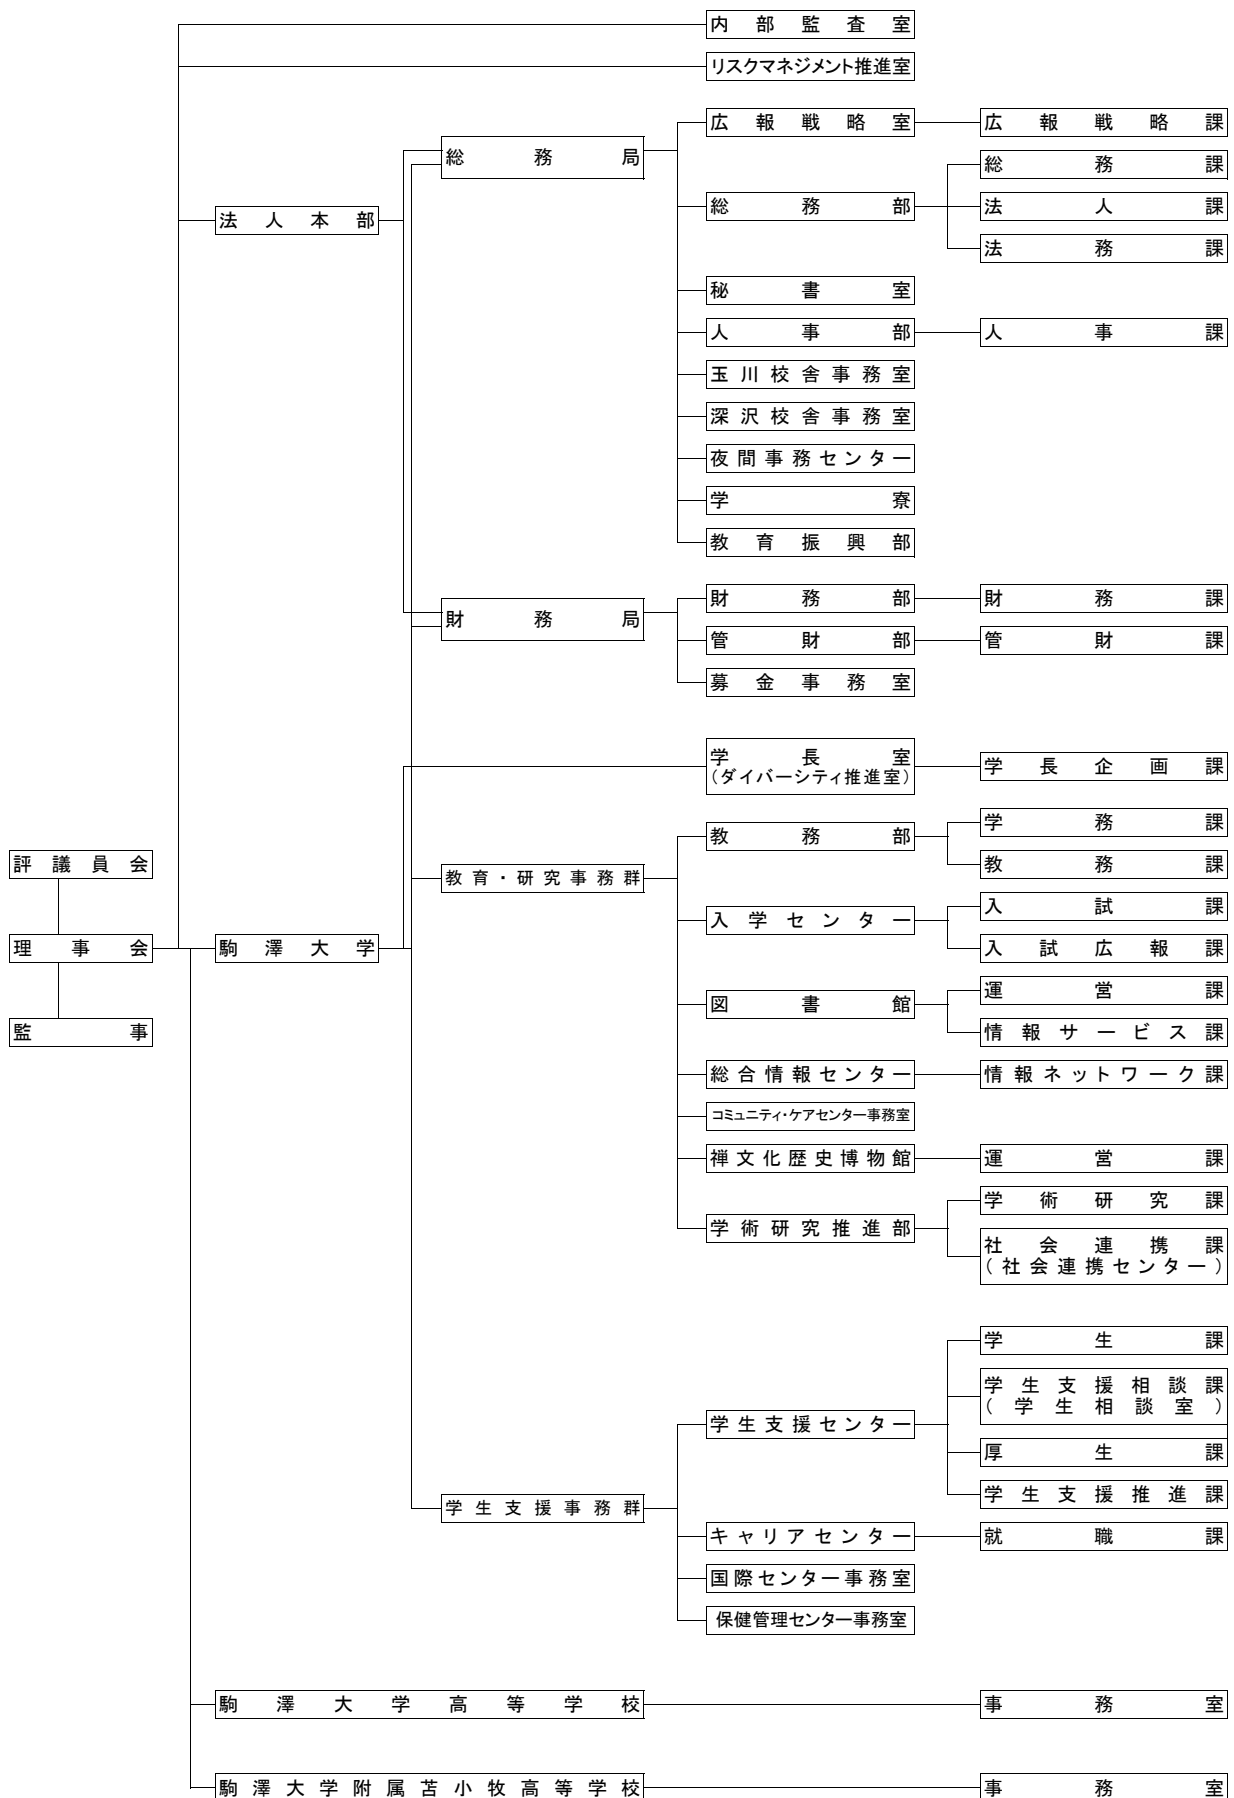 内部監査室
リスクマネジメント推進室
広報戦略室
広報戦略課
総務局
総務課
総務部
法人課
法人本部
法務課
秘書室
人事部
人事課
玉川校舎事務室
深沢校舎事務室
夜間事務センター
学寮
教育振興部
財務局
財務部
財務課
管財部
管財課
募金事務室
学長室
(ダイバーシティ推進室)
学長企画課
教務部
学務課
教務課
評議員会
教育・研究事務群
入学センター
入試課
入試広報課
理事会
駒澤大学
図書館
運営課
情報サービス課
監事
総合情報センター
情報ネットワーク課
コミュニティ・ケアセンター事務室
禅文化歴史博物館
運営課
学術研究推進部
学術研究課
社会連携課
(社会連携センター)
学生課
学生支援相談課
(学生相談室)
学生支援センター
厚生課
学生支援推進課
学生支援事務群
キャリアセンター
就職課
国際センター事務室
保健管理センター事務室
駒澤大学高等学校
事務室
駒澤大学附属苫小牧高等学校
事務室